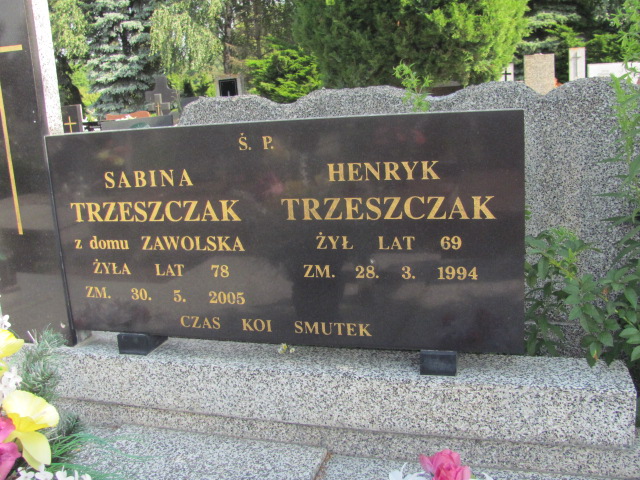 Ś. P.
SABINA
TRZESZCZAK
z domu ZAWOLSKA
ŻYŁA LAT 78
ZM. 30. 5. 2005
HENRYK
TRZESZCZAK
ŻYŁ LAT 69
ZM. 28. 3. 1994
CZAS KOI SMUTEK